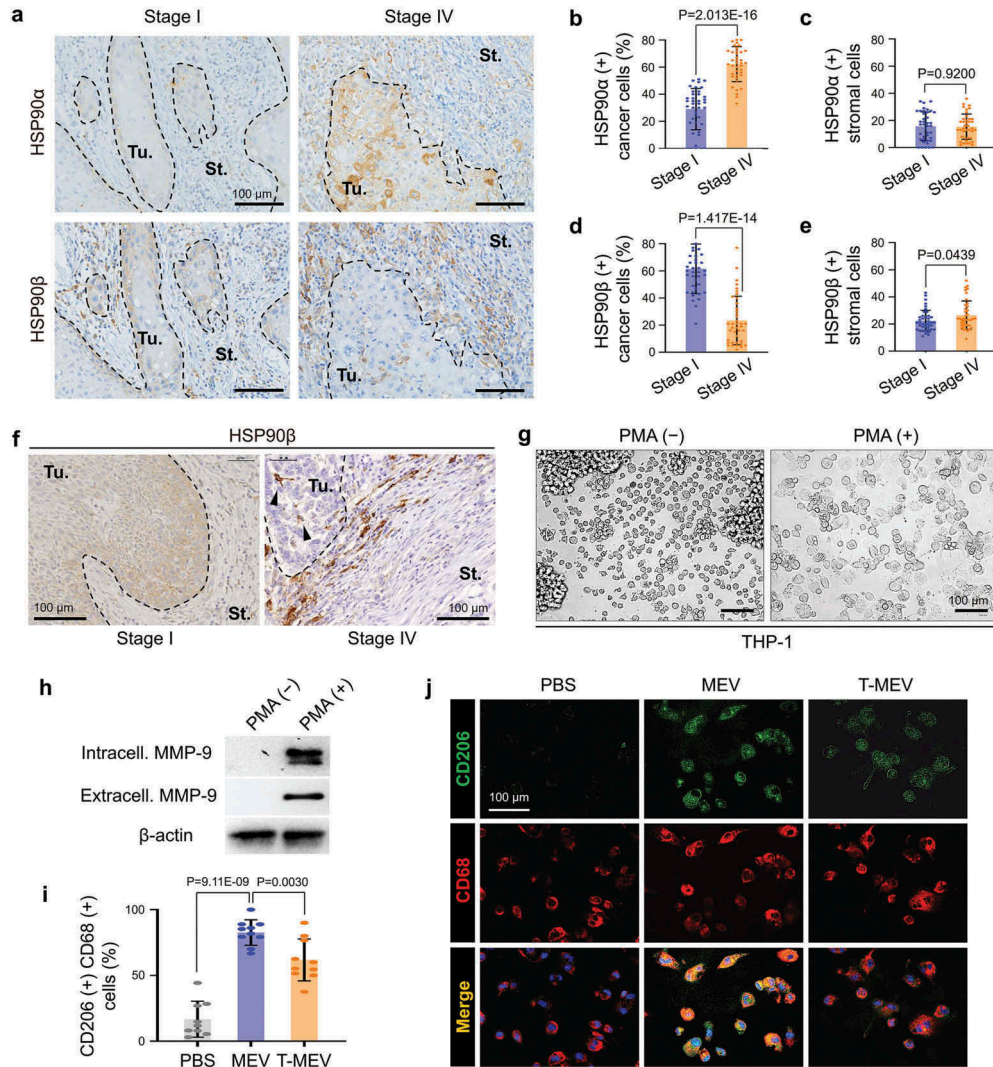 a
Stage I
Stage IV
HSP90α
Tu.
St.
100 µm
St.
Tu.
HSP90β
Tu.
St.
St.
Tu.
b
P=2.013E-16
HSP90α (+)
cancer cells (%)
80
60
40
20
0
Stage I
Stage IV
c
P=0.9200
HSP90α (+)
stromal cells
80
60
40
20
0
Stage I
Stage IV
d
P=1.417E-14
HSP90β (+)
cancer cells (%)
80
60
40
20
0
Stage I
Stage IV
e
P=0.0439
HSP90β (+)
stromal cells
80
60
40
20
0
Stage I
Stage IV
f
HSP90β
Tu.
St.
100 µm
Tu.
St.
100 µm
Stage I
Stage IV
g
PMA (−)
PMA (+)
100 µm
THP-1
h
PMA (−)
PMA (+)
Intracell. MMP-9
Extracell. MMP-9
β-actin
i
P=9.11E-09
P=0.0030
CD206 (+) CD68 (+)
cells (%)
100
50
0
PBS
MEV
T-MEV
j
PBS
MEV
T-MEV
CD206
100 µm
CD68
Merge